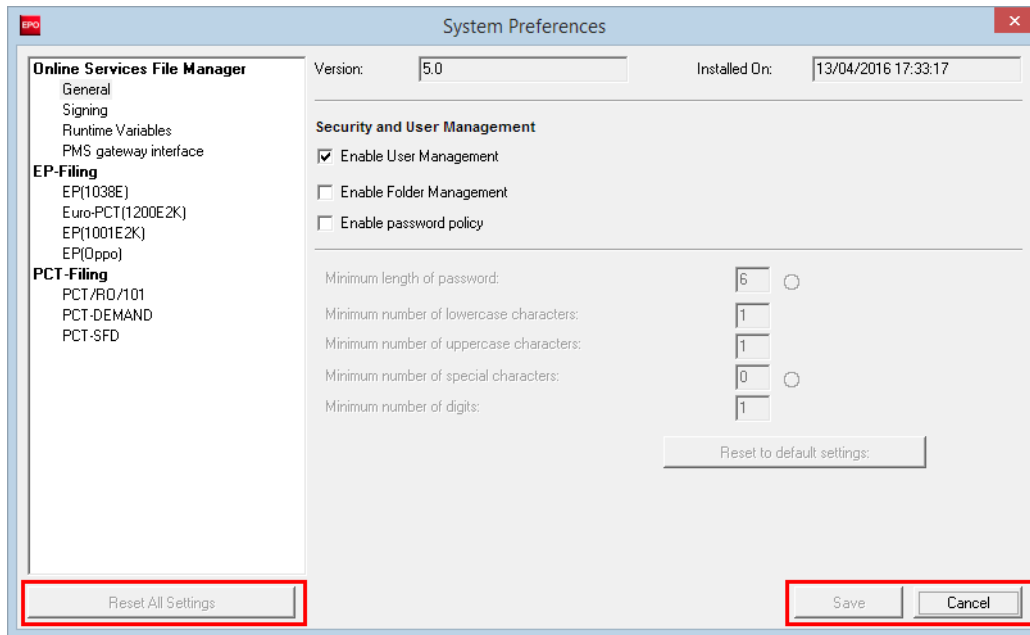 EPO
System Preferences
×
Online Services File Manager
General
Signing
Runtime Variables
PMS gateway interface
EP-Filing
EP(1038E)
Euro-PCT(1200E2K)
EP(1001E2K)
EP(Oppo)
PCT-Filing
PCT/RO/101
PCT-DEMAND
PCT-SFD
Reset All Settings
Version: 5.0 Installed On: 13/04/2016 17:33:17
Security and User Management
Enable User Management
Enable Folder Management
Enable password policy
Minimum length of password: 6
Minimum number of lowercase characters: 1
Minimum number of uppercase characters: 1
Minimum number of special characters: 0
Minimum number of digits: 1
Reset to default settings:
Save Cancel